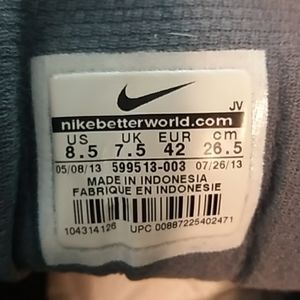 JV
nikebetterworld.com
US UK EUR cm
8.5 7.5 42 26.5
05/08/13 599513-003 07/26/13
MADE IN INDONESIA
FABRIQUE EN INDONESIE
104314126 UPC 00887225402471